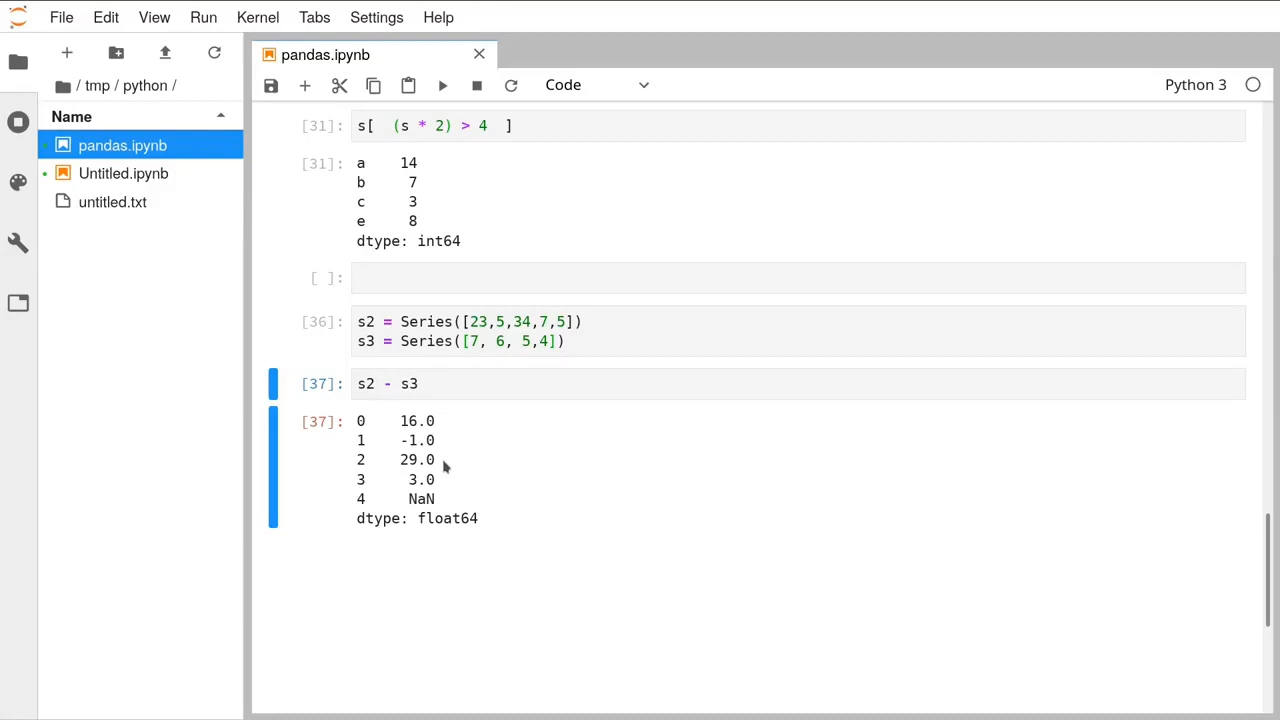 File Edit View Run Kernel Tabs Settings Help
pandas.ipynb
Code
Python 3
/ tmp / python /
Name
pandas.ipynb
Untitled.ipynb
untitled.txt
[31]: s[  (s * 2) > 4  ]
[31]: a    14
b     7
c     3
e     8
dtype: int64
[ ]:
[36]: s2 = Series([23,5,34,7,5])
s3 = Series([7, 6, 5,4])
[37]: s2 - s3
[37]: 0    16.0
1    -1.0
2    29.0
3     3.0
4     NaN
dtype: float64